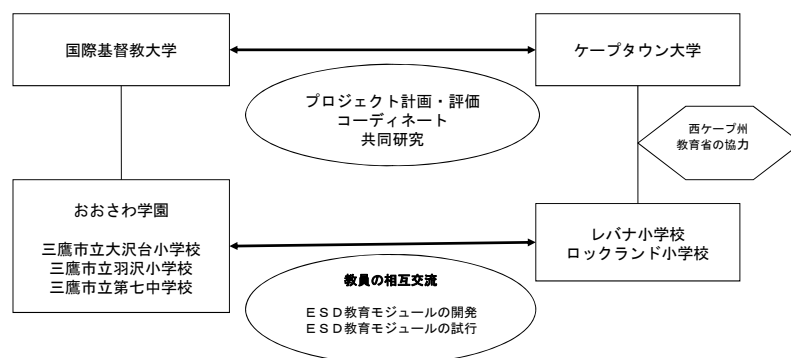 国際基督教大学
ケープタウン大学
プロジェクト計画・評価
コーディネート
共同研究
西ケープ州
教育省の協力
おおさわ学園
三鷹市立大沢台小学校
三鷹市立羽沢小学校
三鷹市立第七中学校
レバナ小学校
ロックランド小学校
教員の相互交流
ＥＳＤ教育モジュールの開発
ＥＳＤ教育モジュールの試行